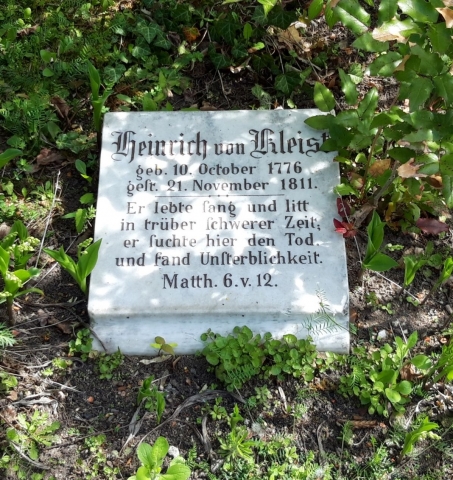 Heinrich von Kleist
geb. 10. October 1776
gest. 21. November 1811.
Er lebte sang und litt
in trüber schwerer Zeit;
er suchte hier den Tod
und fand Unsterblichkeit.
Matth. 6. v. 12.